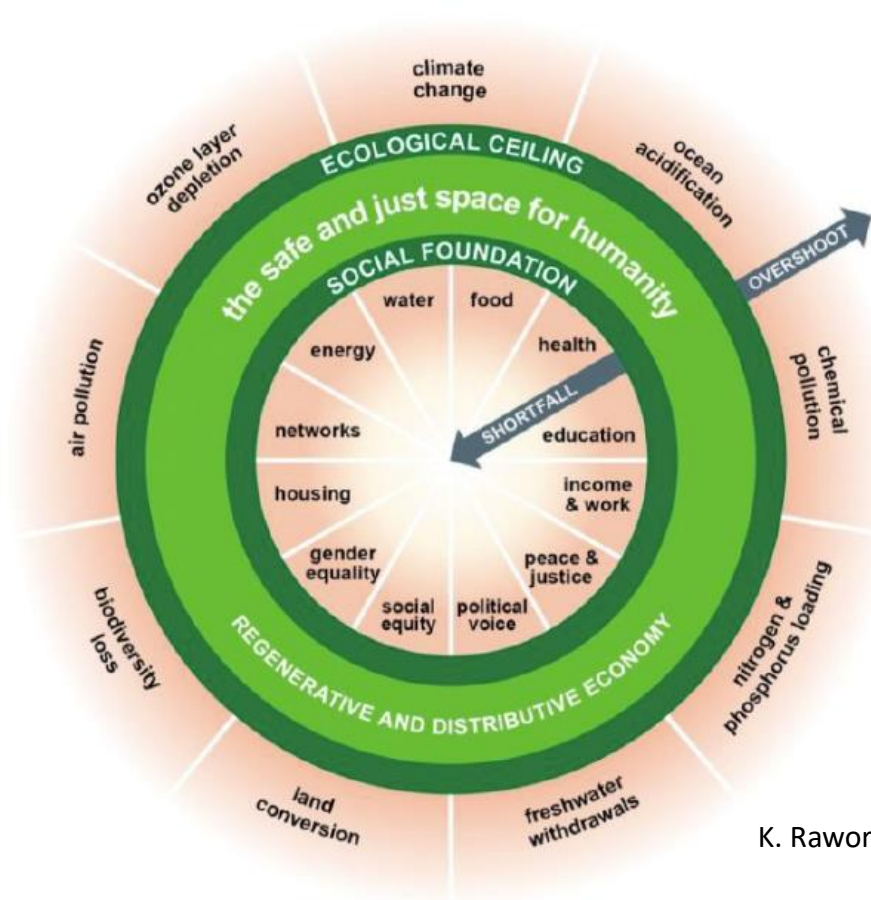 climate
change
ocean
acidification
chemical
pollution
nitrogen &
phosphorus loading
freshwater
withdrawals
land
conversion
biodiversity
loss
air pollution
ozone layer
depletion
ECOLOGICAL CEILING
the safe and just space for humanity
SOCIAL FOUNDATION
OVERSHOOT
SHORTFALL
water
food
health
education
income
& work
peace &
justice
political
voice
social
equity
gender
equality
housing
networks
energy
REGENERATIVE AND DISTRIBUTIVE ECONOMY
K. Rawor